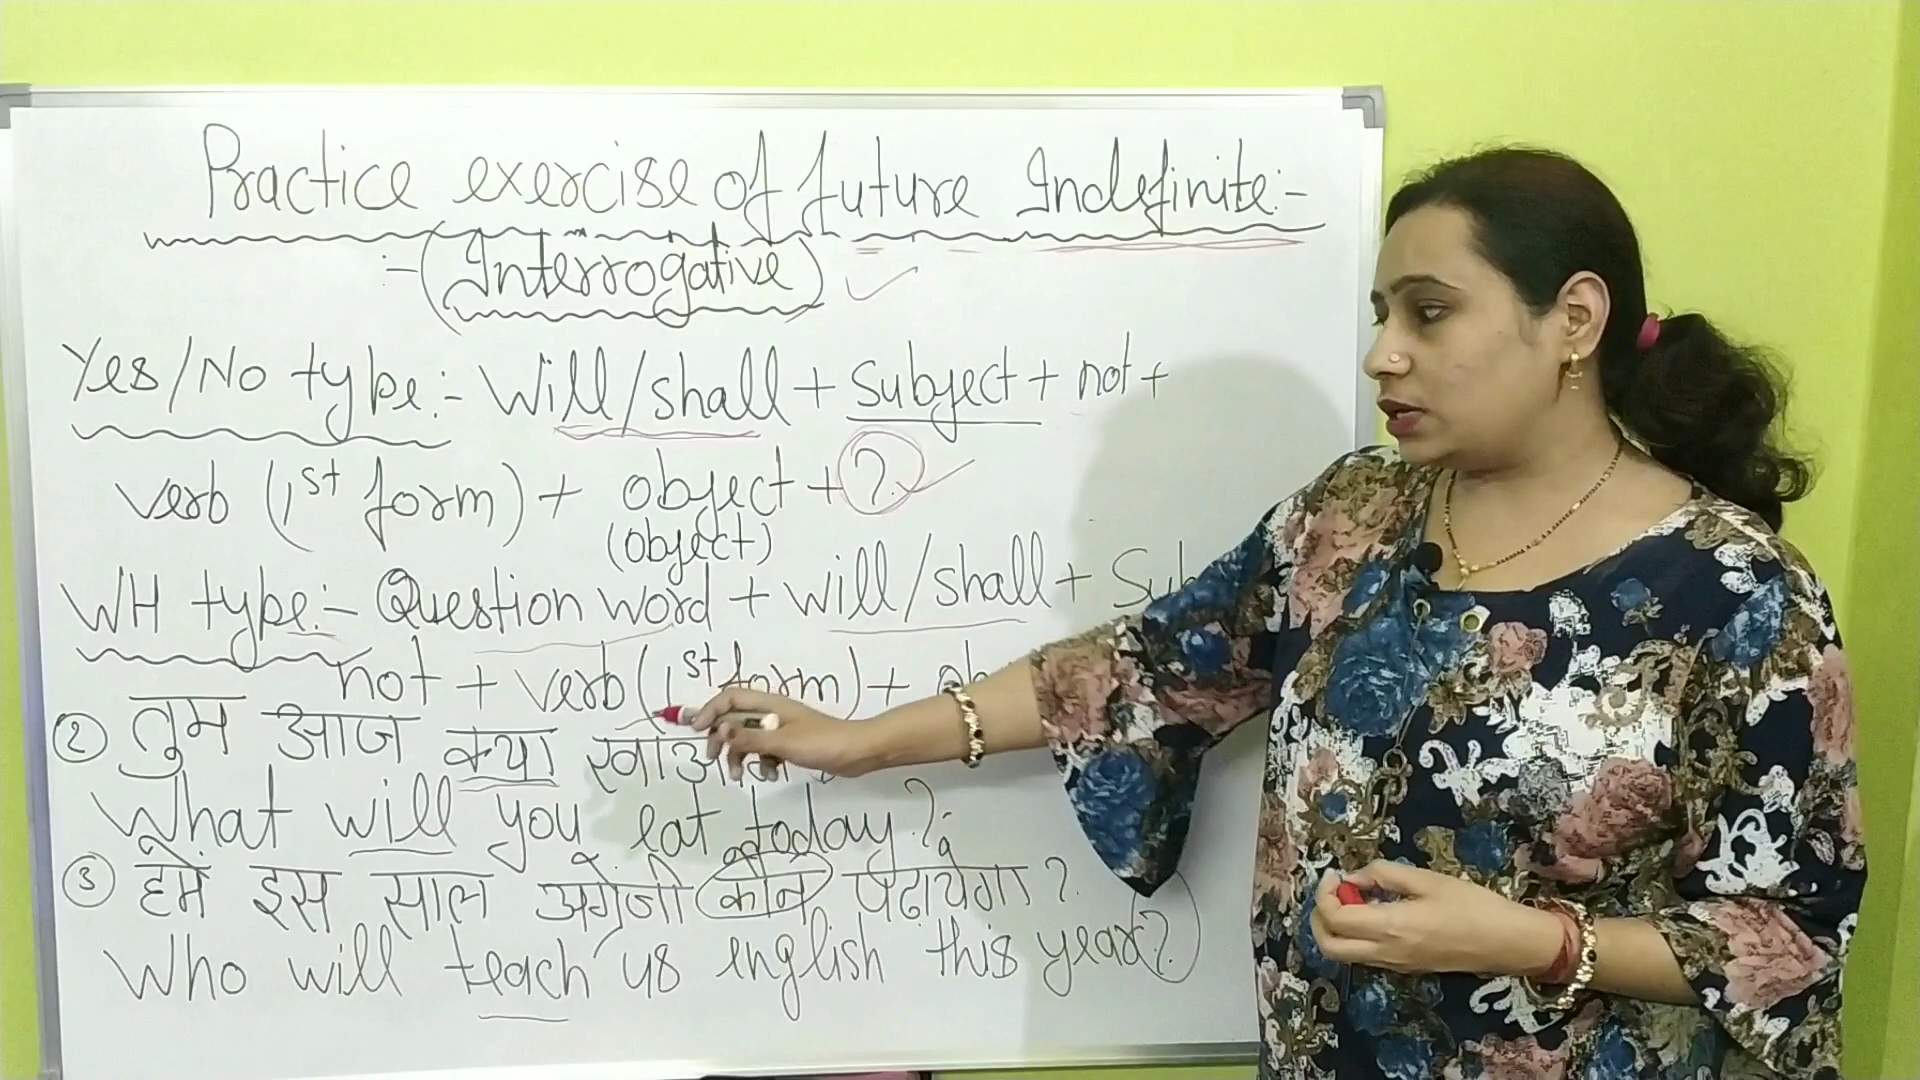 Practice exercise of future Indefinite:-
:-(Interrogative)
Yes/No type:- Will/shall + Subject + not +
verb (1st form) + object + ?
(object)
WH type:- Question word + will/shall + Sub
not + verb (1st form) + ob
② तुम आज क्या
What will you eat today?
③ हमें इस साल अंग्रेजी कौन पढ़ायेगा ?
Who will teach us english this year?